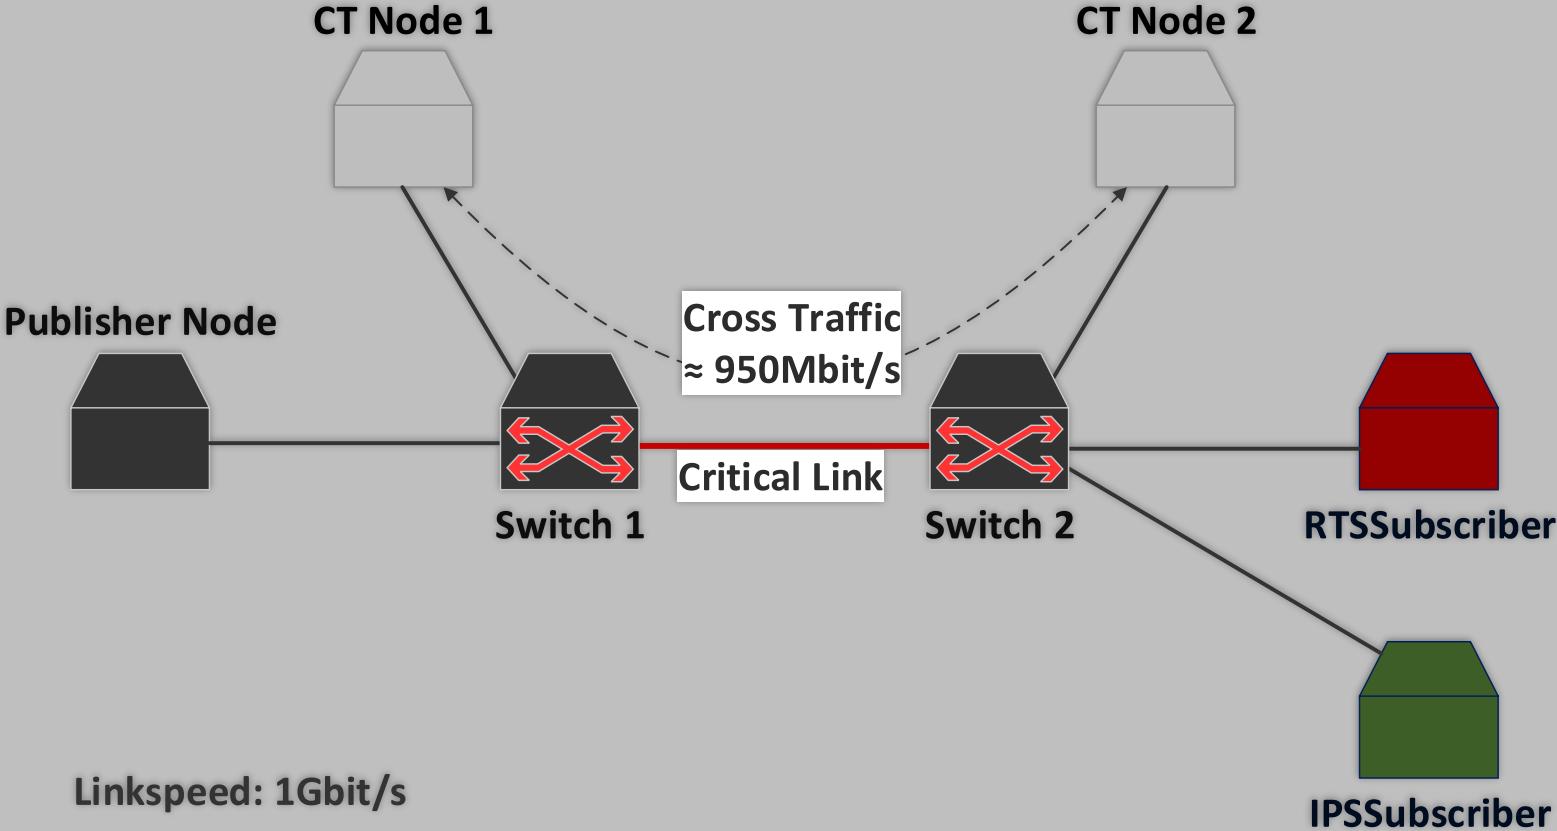 CT Node 1
CT Node 2
Publisher Node
Cross Traffic
≈ 950Mbit/s
Critical Link
Switch 1
Switch 2
RTSSubscriber
Linkspeed: 1Gbit/s
IPSSubscriber